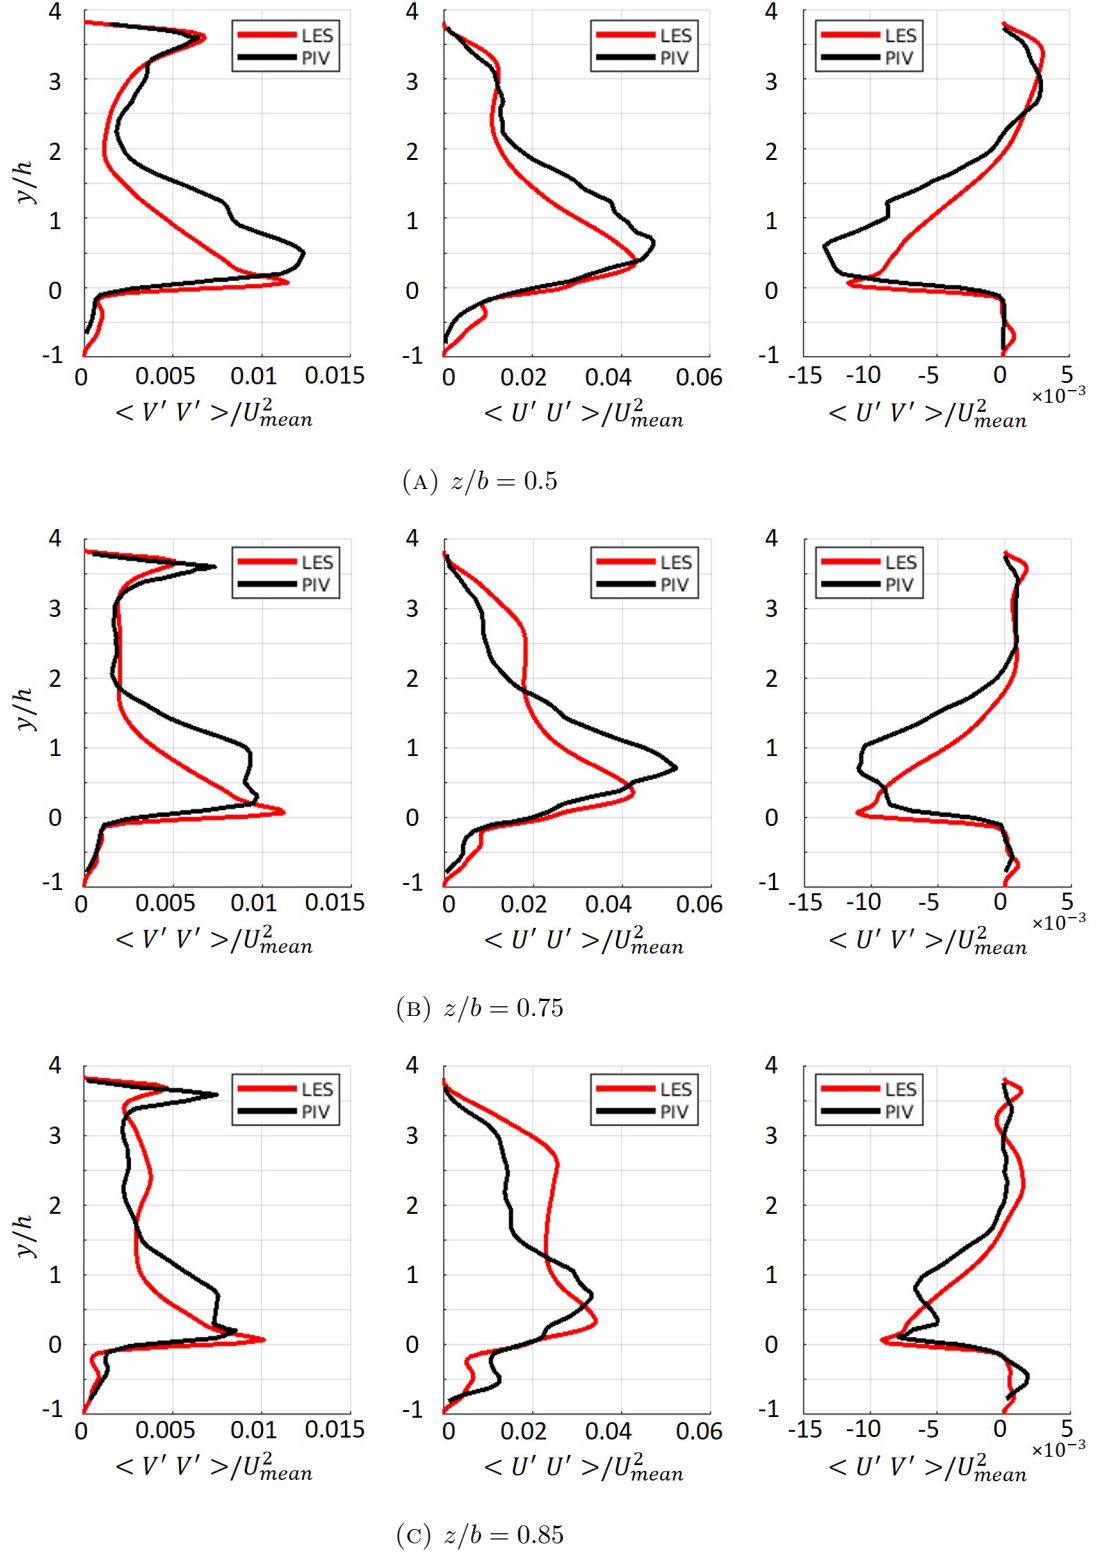 4
3
2
1
0
-1
y/h
LES
PIV
0 0.005 0.01 0.015
< V′ V′ >/U²mean
LES
PIV
4
3
2
1
0
-1
0 0.02 0.04 0.06
< U′ U′ >/U²mean
LES
PIV
4
3
2
1
0
-1
-15 -10 -5 0 5
×10⁻³
< U′ V′ >/U²mean
(A) z/b = 0.5
4
3
2
1
0
-1
y/h
LES
PIV
0 0.005 0.01 0.015
< V′ V′ >/U²mean
LES
PIV
4
3
2
1
0
-1
0 0.02 0.04 0.06
< U′ U′ >/U²mean
LES
PIV
4
3
2
1
0
-1
-15 -10 -5 0 5
×10⁻³
< U′ V′ >/U²mean
(B) z/b = 0.75
4
3
2
1
0
-1
y/h
LES
PIV
0 0.005 0.01 0.015
< V′ V′ >/U²mean
LES
PIV
4
3
2
1
0
-1
0 0.02 0.04 0.06
< U′ U′ >/U²mean
LES
PIV
4
3
2
1
0
-1
-15 -10 -5 0 5
×10⁻³
< U′ V′ >/U²mean
(C) z/b = 0.85